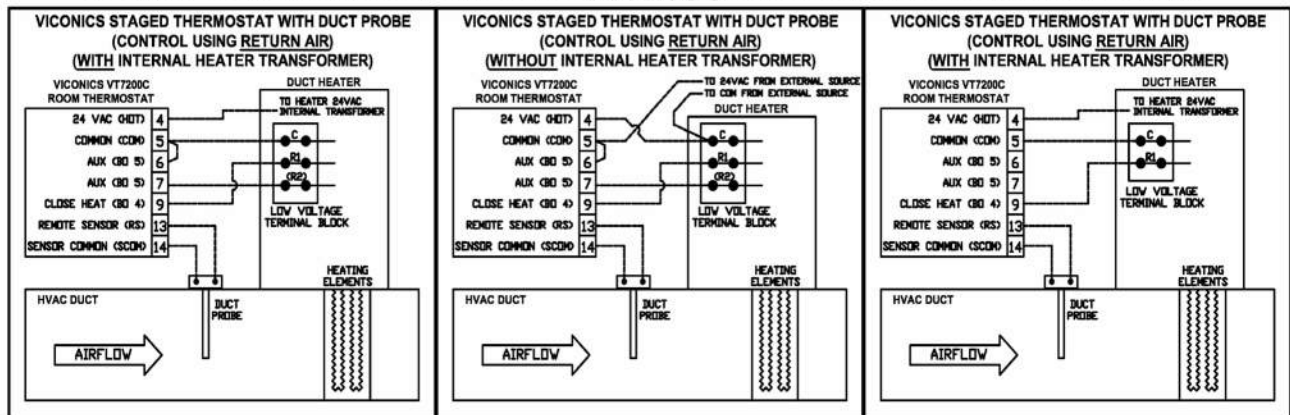 VICONICS STAGED THERMOSTAT WITH DUCT PROBE
(CONTROL USING RETURN AIR)
(WITH INTERNAL HEATER TRANSFORMER)
VICONICS VT7200C
ROOM THERMOSTAT
DUCT HEATER
TO HEATER 24VAC
INTERNAL TRANSFORMER
24 VAC (HOT) 4
COMMON (COM) 5 C
AUX (BO 5) 6 R1
AUX (BO 5) 7 (R2)
CLOSE HEAT (BO 4) 9
LOW VOLTAGE
TERMINAL BLOCK
REMOTE SENSOR (RS) 13
SENSOR COMMON (SCOM) 14
HEATING
ELEMENTS
HVAC DUCT
DUCT
PROBE
AIRFLOW
VICONICS STAGED THERMOSTAT WITH DUCT PROBE
(CONTROL USING RETURN AIR)
(WITHOUT INTERNAL HEATER TRANSFORMER)
VICONICS VT7200C
ROOM THERMOSTAT
TO 24VAC FROM EXTERNAL SOURCE
TO COM FROM EXTERNAL SOURCE
DUCT HEATER
24 VAC (HOT) 4
COMMON (COM) 5 C
AUX (BO 5) 6 R1
AUX (BO 5) 7 (R2)
CLOSE HEAT (BO 4) 9
LOW VOLTAGE
TERMINAL BLOCK
REMOTE SENSOR (RS) 13
SENSOR COMMON (SCOM) 14
HEATING
ELEMENTS
HVAC DUCT
DUCT
PROBE
AIRFLOW
VICONICS STAGED THERMOSTAT WITH DUCT PROBE
(CONTROL USING RETURN AIR)
(WITH INTERNAL HEATER TRANSFORMER)
VICONICS VT7200C
ROOM THERMOSTAT
DUCT HEATER
TO HEATER 24VAC
INTERNAL TRANSFORMER
24 VAC (HOT) 4
COMMON (COM) 5 C
AUX (BO 5) 6 R1
AUX (BO 5) 7
LOW VOLTAGE
TERMINAL BLOCK
CLOSE HEAT (BO 4) 9
REMOTE SENSOR (RS) 13
SENSOR COMMON (SCOM) 14
HEATING
ELEMENTS
HVAC DUCT
DUCT
PROBE
AIRFLOW